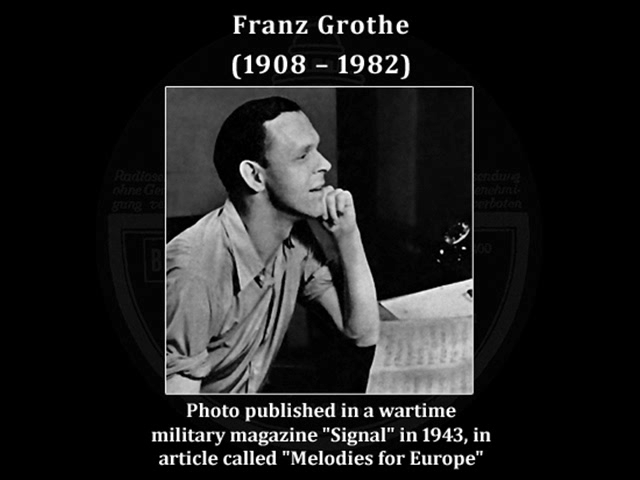 Franz Grothe
(1908 – 1982)
Photo published in a wartime
military magazine "Signal" in 1943, in
article called "Melodies for Europe"